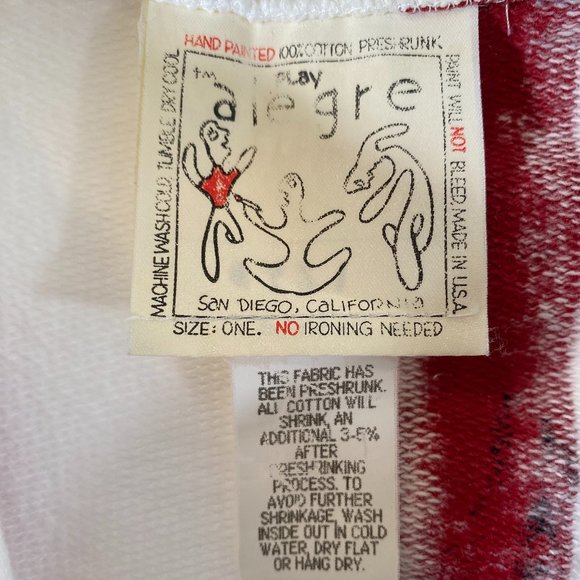 HAND PAINTED 100% COTTON PRESHRUNK
MACHINE WASH COLD. TUMBLE DRY COOL
PAINT WILL NOT BLEED. MADE IN U.S.A.
TM
CLAY
alegre
SAN DIEGO, CALIFORNIA
SIZE: ONE. NO IRONING NEEDED
THIS FABRIC HAS
BEEN PRESHRUNK.
ALL COTTON WILL
SHRINK AN
ADDITIONAL 3-5%
AFTER
PRESHRINKING
PROCESS. TO
AVOID FURTHER
SHRINKAGE, WASH
INSIDE OUT IN COLD
WATER, DRY FLAT
OR HANG DRY.